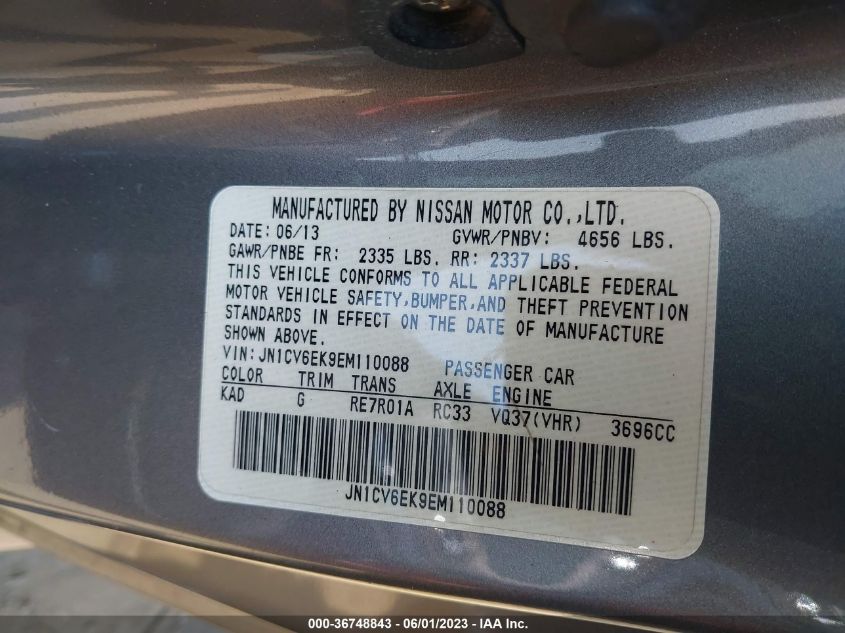 MANUFACTURED BY NISSAN MOTOR CO.,LTD.
DATE: 06/13 GVWR/PNBV: 4656 LBS.
GAWR/PNBE FR: 2335 LBS. RR: 2337 LBS.
THIS VEHICLE CONFORMS TO ALL APPLICABLE FEDERAL
MOTOR VEHICLE SAFETY,BUMPER,AND THEFT PREVENTION
STANDARDS IN EFFECT ON THE DATE OF MANUFACTURE
SHOWN ABOVE.
VIN: JN1CV6EK9EM110088 PASSENGER CAR
COLOR TRIM TRANS AXLE ENGINE
KAD G RE7R01A RC33 VQ37(VHR) 3696CC
JN1CV6EK9EM110088
000-36748843 / 06/01/2023 - IAAI.com